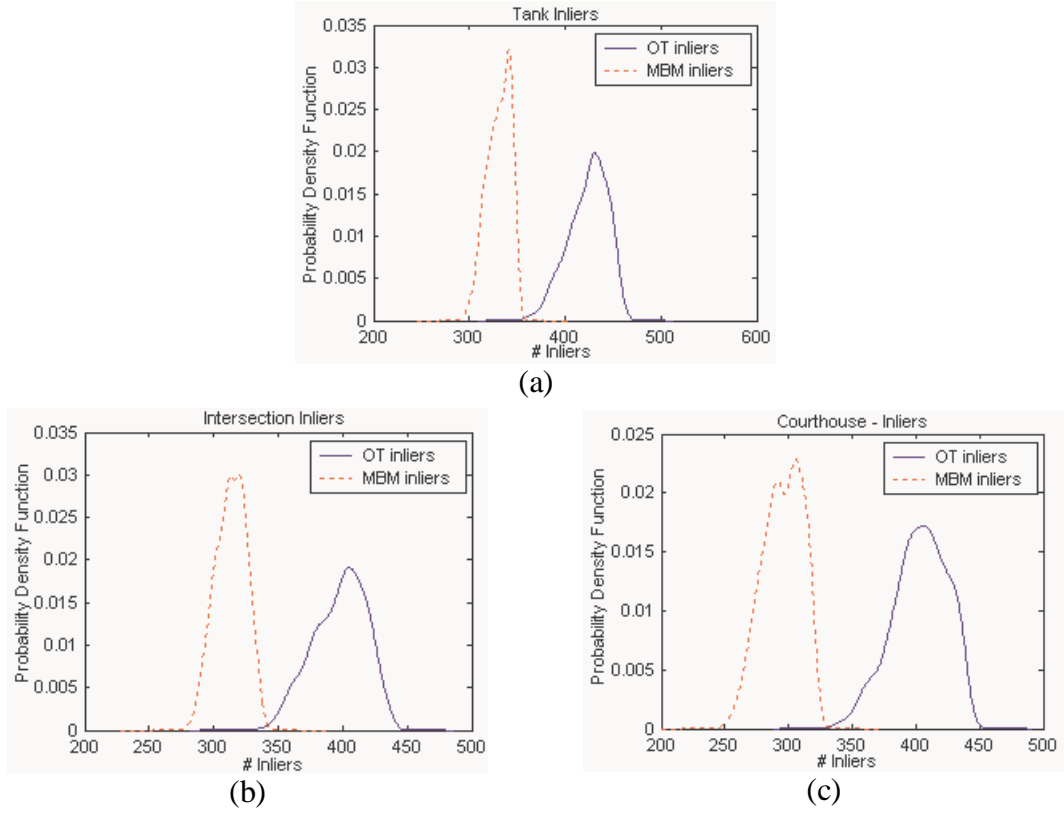 Tank Inliers
0.035
0.03
0.025
0.02
0.015
0.01
0.005
0
Probability Density Function
OT inliers
MBM inliers
200 300 400 500 600
# Inliers
(a)
Intersection Inliers
0.035
0.03
0.025
0.02
0.015
0.01
0.005
0
Probability Density Function
OT inliers
MBM inliers
200 250 300 350 400 450 500
# Inliers
(b)
Courthouse - Inliers
0.025
0.02
0.015
0.01
0.005
0
Probability Density Function
OT inliers
MBM inliers
200 250 300 350 400 450 500
# Inliers
(c)